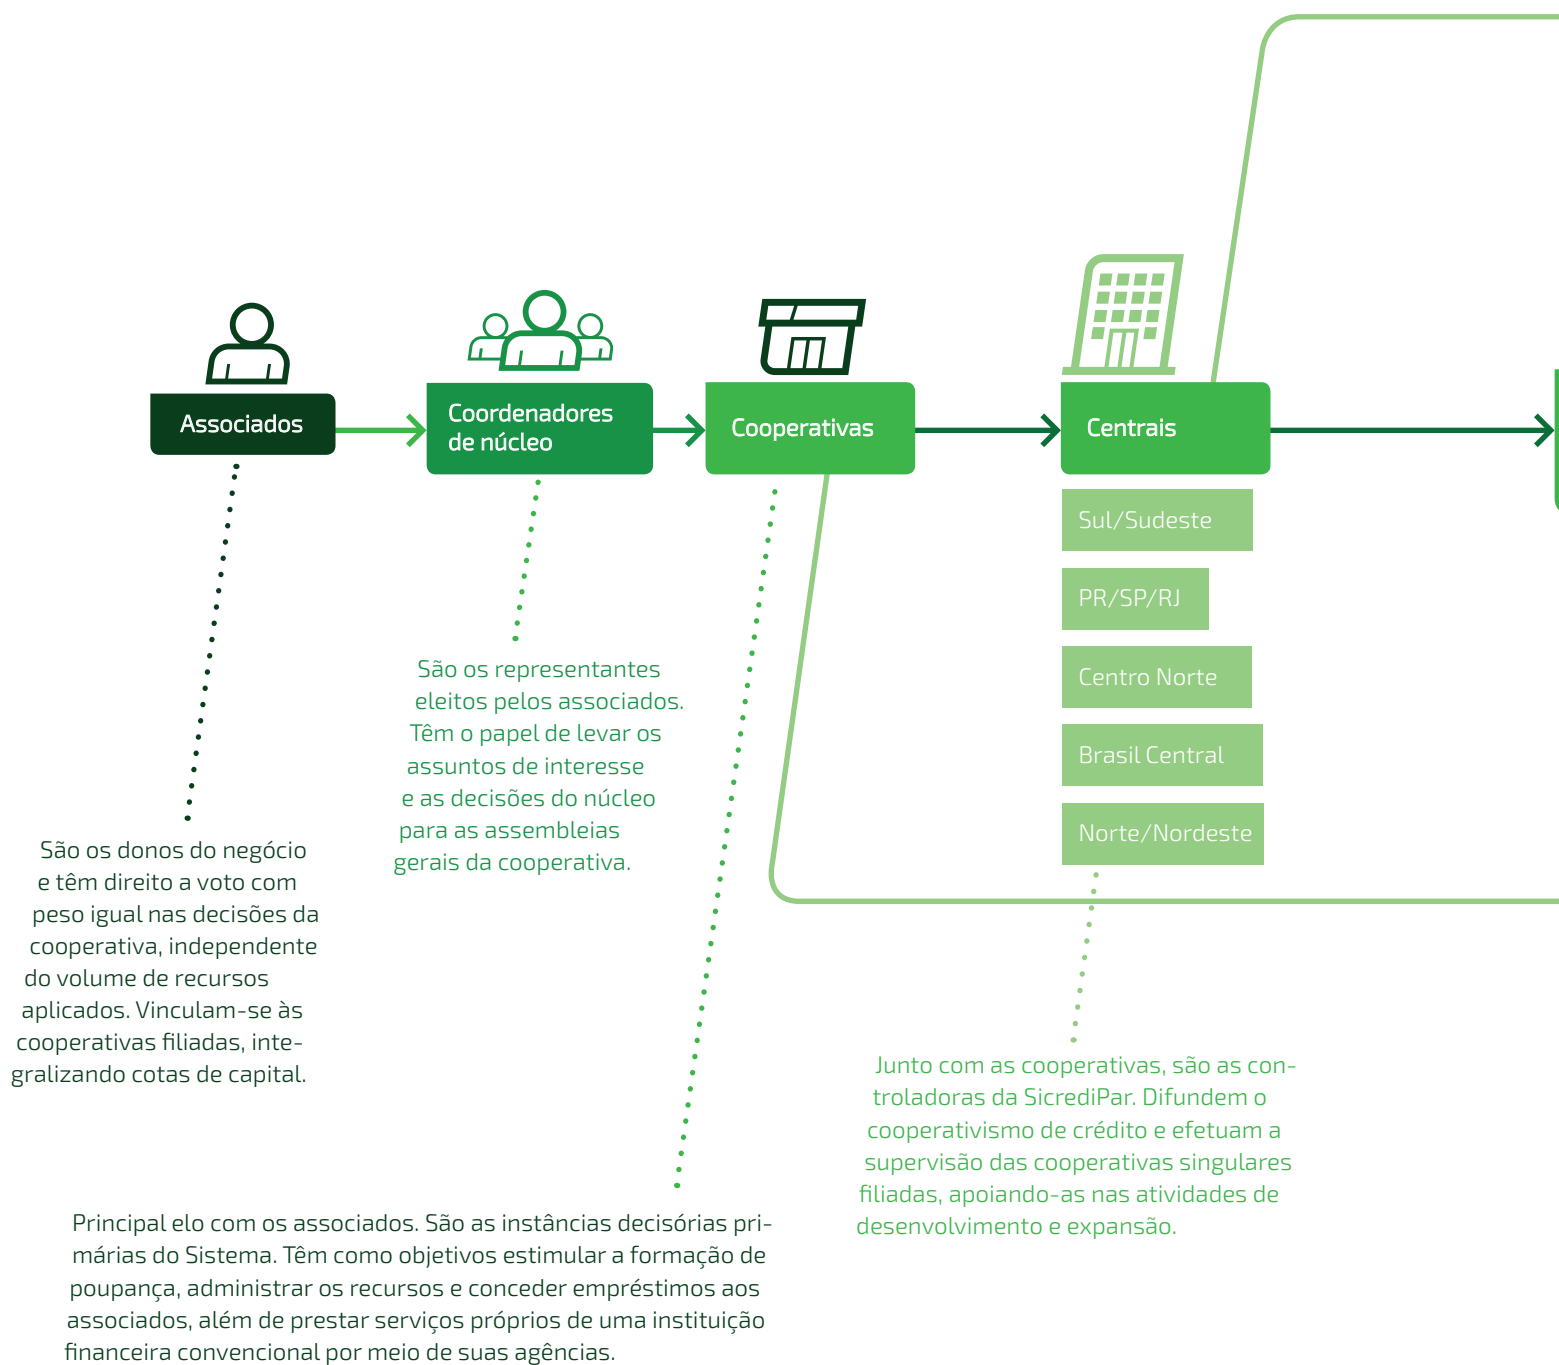 Associados
Coordenadores
de núcleo
Cooperativas
Centrais
Sul/Sudeste
PR/SP/RJ
Centro Norte
Brasil Central
Norte/Nordeste
São os representantes
eleitos pelos associados.
Têm o papel de levar os
assuntos de interesse
e as decisões do núcleo
para as assembleias
gerais da cooperativa.
São os donos do negócio
e têm direito a voto com
peso igual nas decisões da
cooperativa, independente
do volume de recursos
aplicados. Vinculam-se às
cooperativas filiadas, inte-
gralizando cotas de capital.
Junto com as cooperativas, são as con-
troladoras da SicrediPar. Difundem o
cooperativismo de crédito e efetuam a
supervisão das cooperativas singulares
filiadas, apoiando-as nas atividades de
desenvolvimento e expansão.
Principal elo com os associados. São as instâncias decisórias pri-
márias do Sistema. Têm como objetivos estimular a formação de
poupança, administrar os recursos e conceder empréstimos aos
associados, além de prestar serviços próprios de uma instituição
financeira convencional por meio de suas agências.